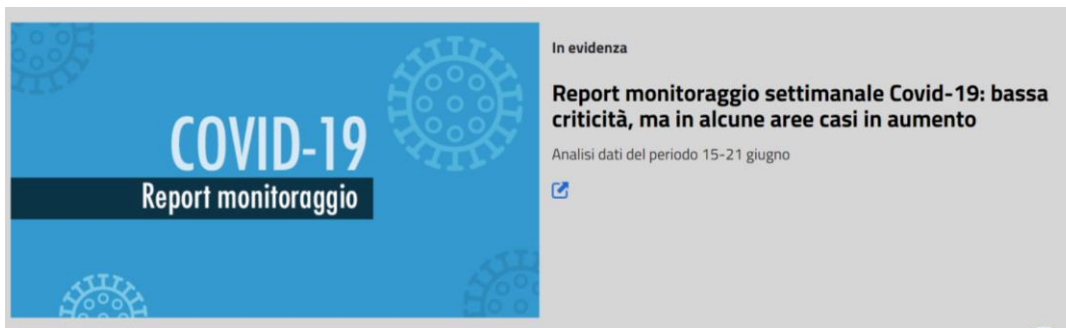 COVID-19
Report monitoraggio
In evidenza
Report monitoraggio settimanale Covid-19: bassa
criticità, ma in alcune aree casi in aumento
Analisi dati del periodo 15-21 giugno